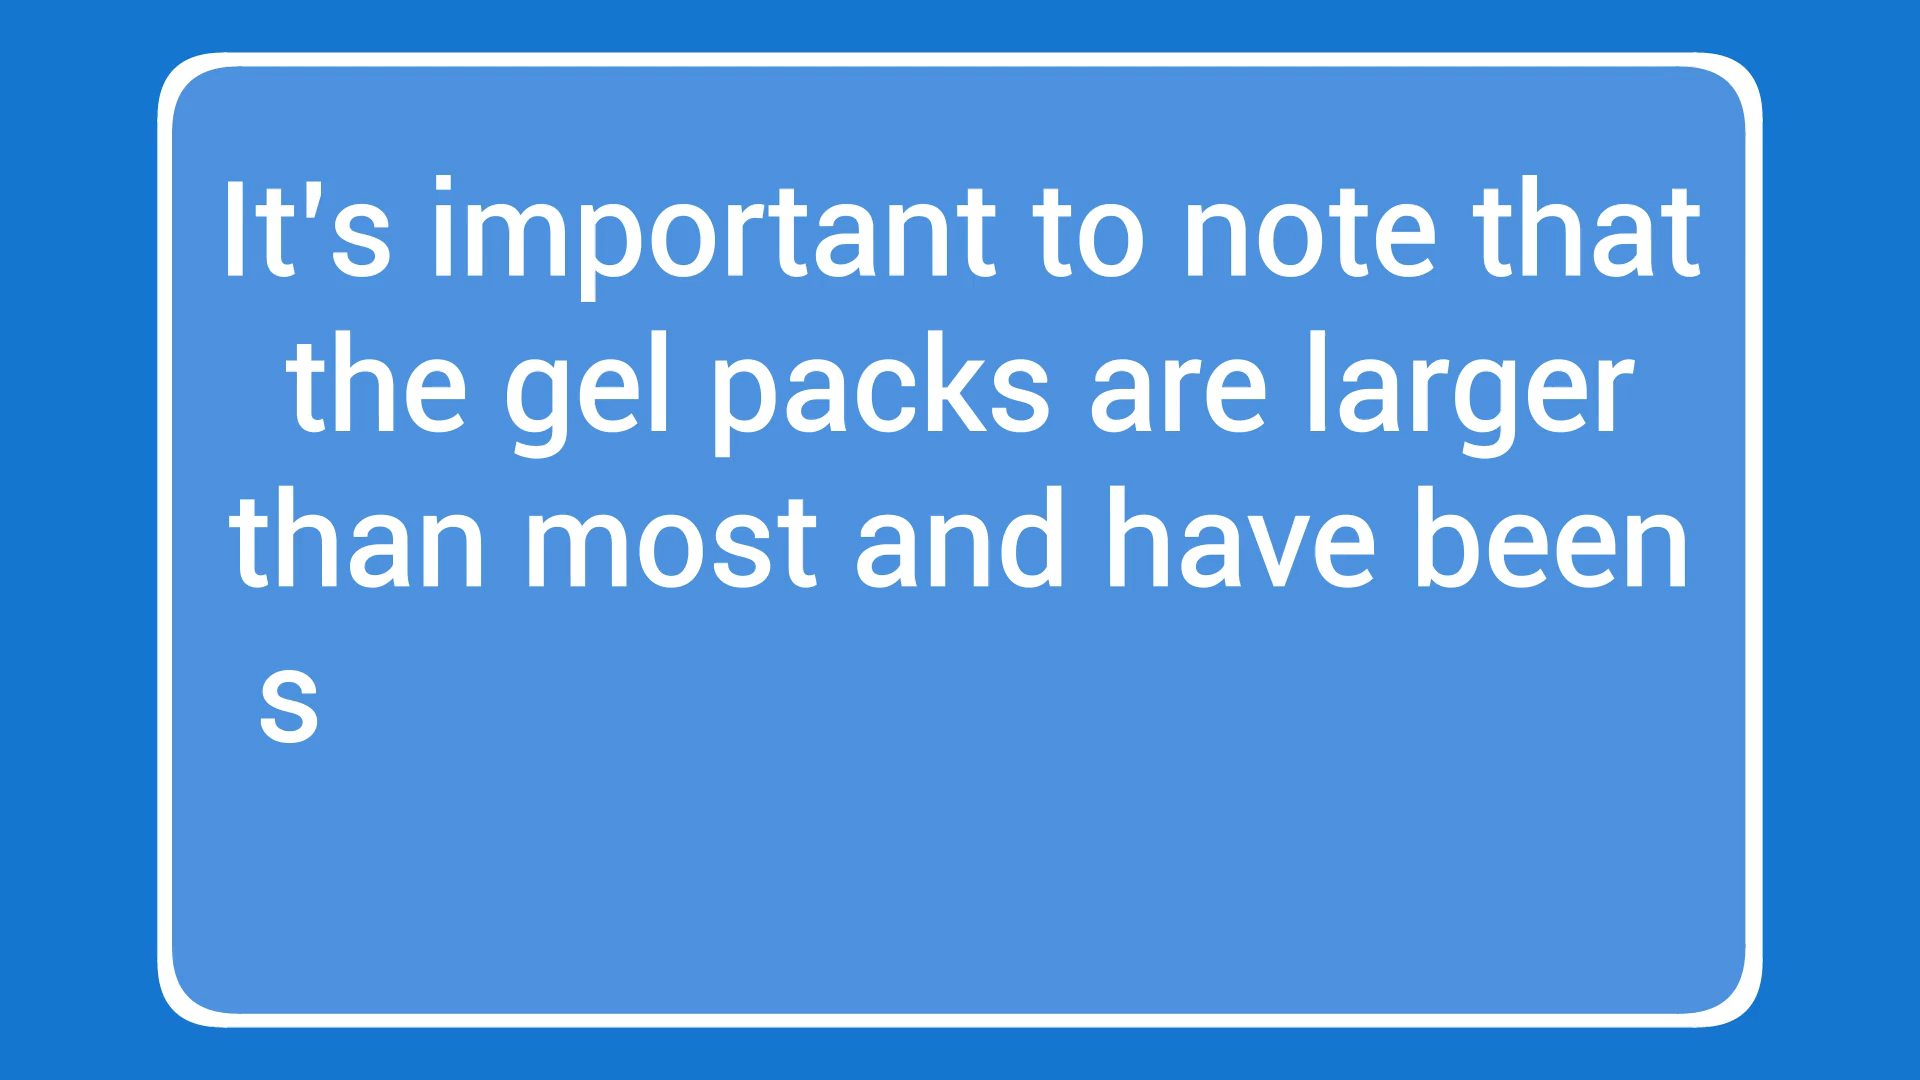 It's important to note that
the gel packs are larger
than most and have been
s